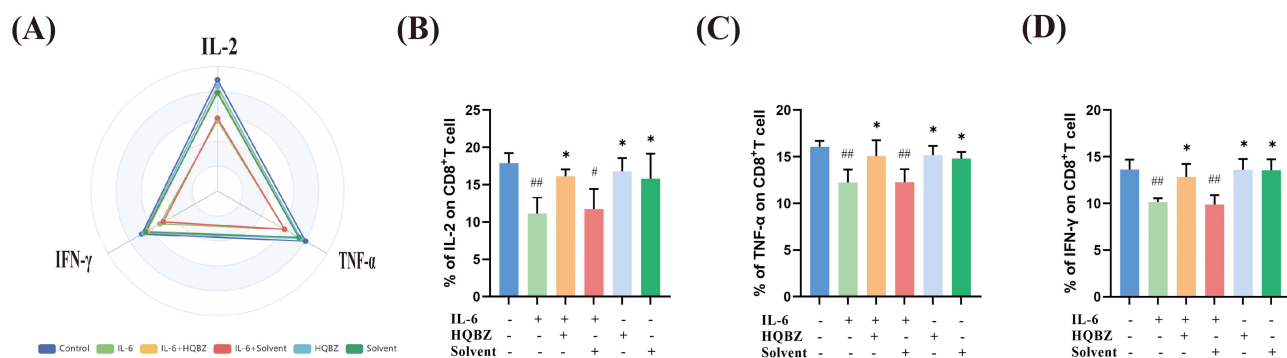 (A)
IL-2
IFN-γ
TNF-α
Control IL-6 IL-6+HQBZ IL-6+Solvent HQBZ Solvent
(B)
% of IL-2 on CD8⁺T cell
25
20
15
10
5
0
## * # * *
IL-6 - + + + - -
HQBZ - - + - + -
Solvent - - - + - +
(C)
% of TNF-α on CD8⁺T cell
20
15
10
5
0
## * ## * *
IL-6 - + + + - -
HQBZ - - + - + -
Solvent - - - + - +
(D)
% of IFN-γ on CD8⁺T cell
20
15
10
5
0
## * ## * *
IL-6 - + + + - -
HQBZ - - + - + -
Solvent - - - + - +